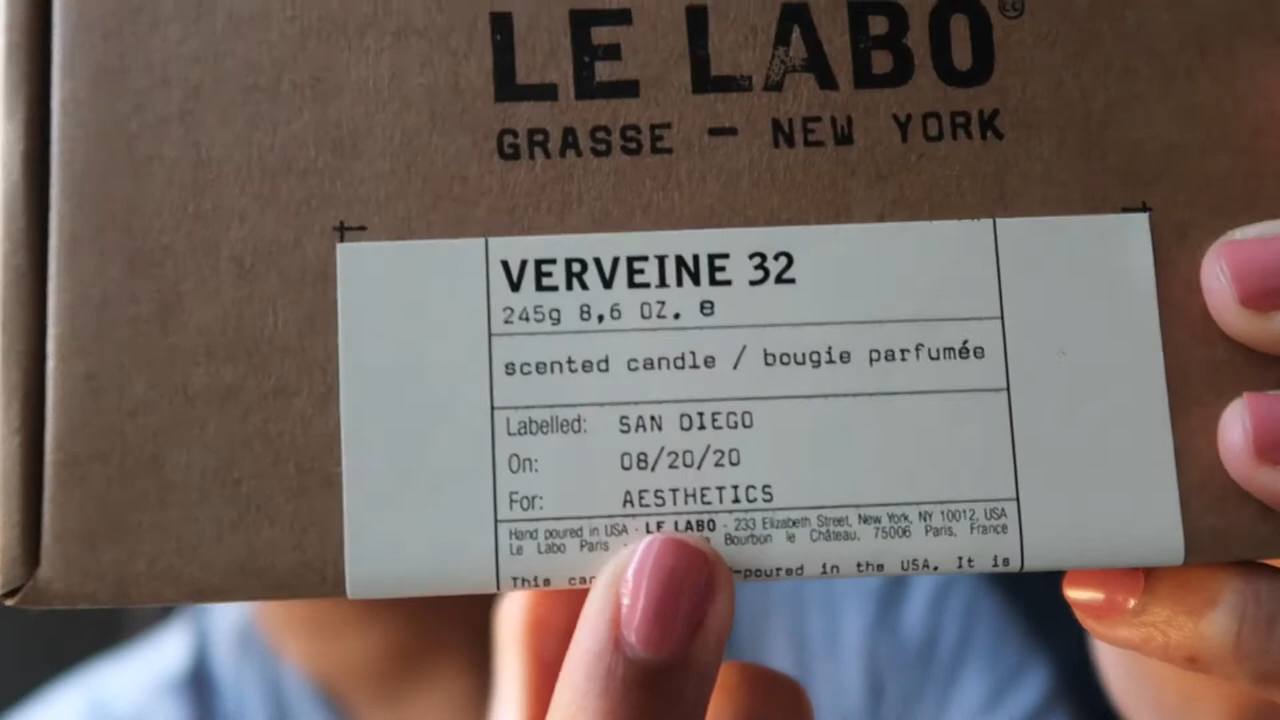 LE LABO
GRASSE — NEW YORK
VERVEINE 32
245g 8,6 OZ. e
scented candle / bougie parfumée
Labelled: SAN DIEGO
On: 08/20/20
For: AESTHETICS
Hand poured in USA · LE LABO · 233 Elizabeth Street, New York, NY 10012, USA
Le Labo Paris · Bourbon le Château, 75006 Paris, France
This -poured in the USA. It is